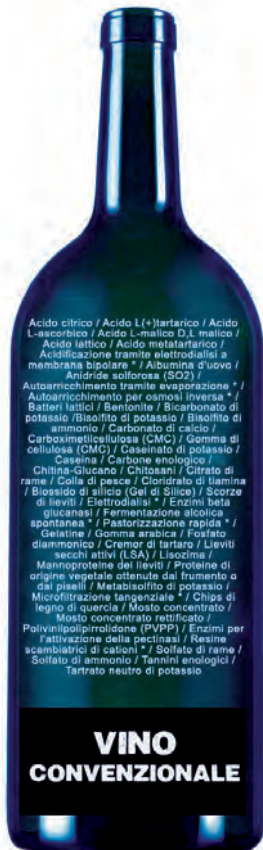 Acido citrico / Acido L(+)tartarico / Acido
L-ascorbico / Acido L-malico D,L malico /
Acido lattico / Acido metatartarico /
Acidificazione tramite elettrodialisi a
membrana bipolare * / Albumina d'uovo /
Anidride solforosa (SO2) /
Autoarricchimento tramite evaporazione * /
Autoarricchimento per osmosi inversa * /
Batteri lattici / Bentonite / Bicarbonato di
potassio /Bisolfito di potassio / Bisolfito di
ammonio / Carbonato di calcio /
Carboximetilcellulosa (CMC) / Gomma di
cellulosa (CMC) / Caseinato di potassio /
Caseina / Carbone enologico /
Chitina-Glucano / Chitosani / Citrato di
rame / Colla di pesce / Cloridrato di tiamina
/ Biossido di silicio (Gel di Silice) / Scorze
di lieviti / Elettrodialisi * / Enzimi beta
glucanasi / Fermentazione alcolica
spontanea * / Pastorizzazione rapida * /
Gelatine / Gomma arabica / Fosfato
diammonico / Cremor di tartaro / Lieviti
secchi attivi (LSA) / Lisozima /
Mannoproteine dei lieviti / Proteine di
origine vegetale ottenute dal frumento o
dai piselli / Metabisolfito di potassio /
Microfiltrazione tangenziale * / Chips di
legno di quercia / Mosto concentrato /
Mosto concentrato rettificato /
Polivinilpolipirrolidone (PVPP) / Enzimi per
l'attivazione della pectinasi / Resine
scambiatrici di cationi * / Solfato di rame /
Solfato di ammonio / Tannini enologici /
Tartrato neutro di potassio
VINO
CONVENZIONALE